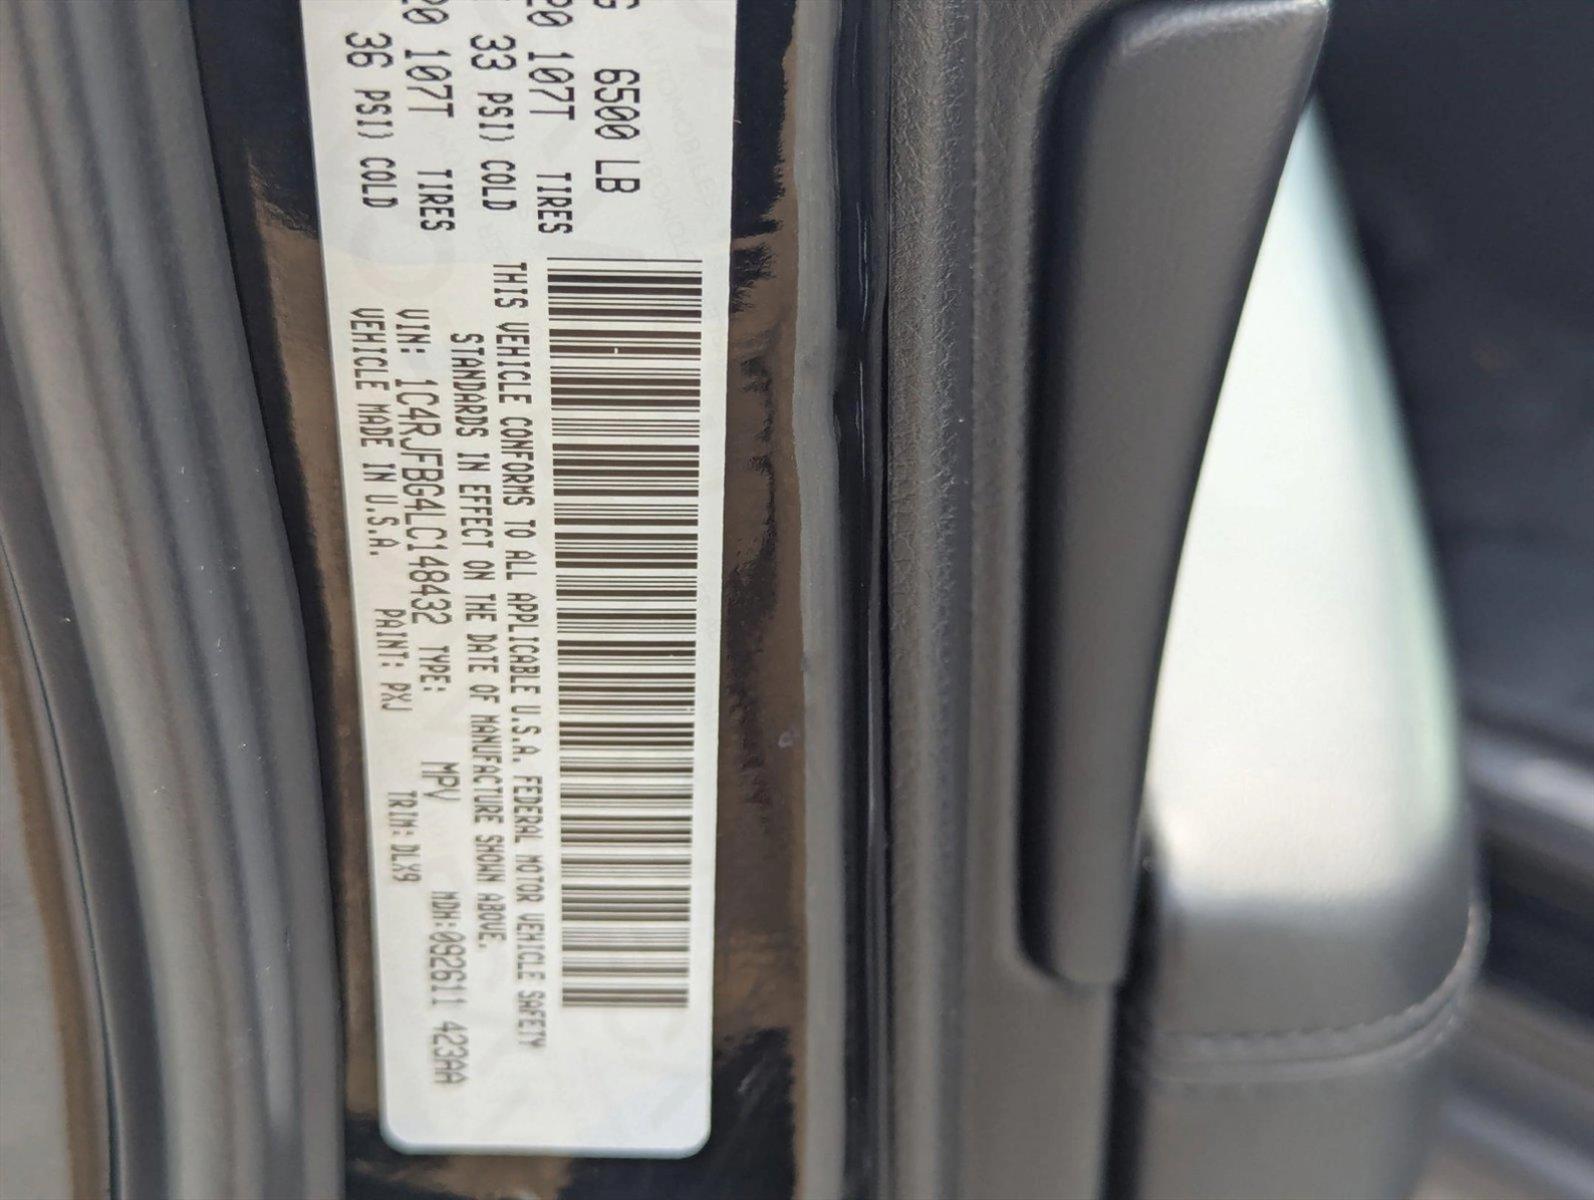 G 6500 LB
20 107T TIRES
33 PSI) COLD
20 107T TIRES
36 PSI) COLD
THIS VEHICLE CONFORMS TO ALL APPLICABLE U.S.A. FEDERAL MOTOR VEHICLE SAFETY
STANDARDS IN EFFECT ON THE DATE OF MANUFACTURE SHOWN ABOVE.
VIN: 1C4RJFBG4LC148432 TYPE: MPV MDH:092611 423AA
VEHICLE MADE IN U.S.A. PAINT: PXJ TRIM: DLX9